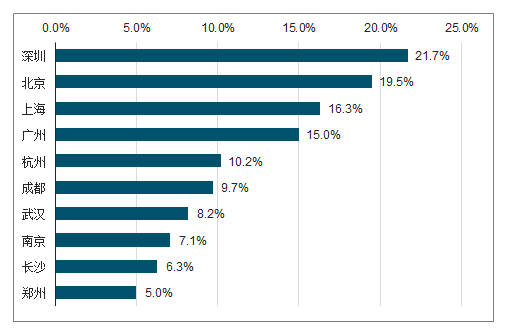 0.0% 5.0% 10.0% 15.0% 20.0% 25.0%
深圳 21.7%
北京 19.5%
上海 16.3%
广州 15.0%
杭州 10.2%
成都 9.7%
武汉 8.2%
南京 7.1%
长沙 6.3%
郑州 5.0%